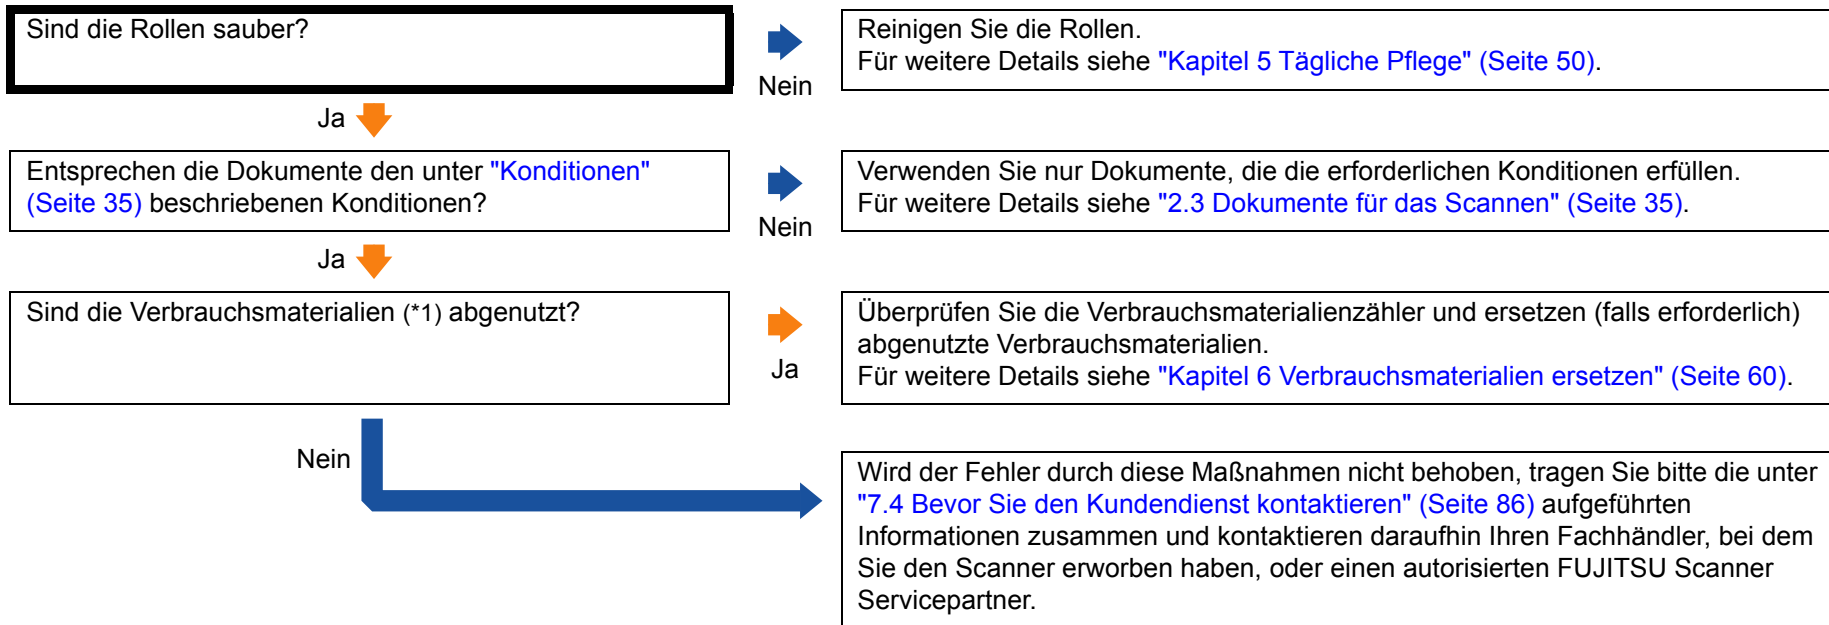 Sind die Rollen sauber?
Nein
Reinigen Sie die Rollen.
Für weitere Details siehe "Kapitel 5 Tägliche Pflege" (Seite 50).
Ja
Entsprechen die Dokumente den unter "Konditionen"
(Seite 35) beschriebenen Konditionen?
Nein
Verwenden Sie nur Dokumente, die die erforderlichen Konditionen erfüllen.
Für weitere Details siehe "2.3 Dokumente für das Scannen" (Seite 35).
Ja
Sind die Verbrauchsmaterialien (*1) abgenutzt?
Ja
Überprüfen Sie die Verbrauchsmaterialienzähler und ersetzen (falls erforderlich)
abgenutzte Verbrauchsmaterialien.
Für weitere Details siehe "Kapitel 6 Verbrauchsmaterialien ersetzen" (Seite 60).
Nein
Wird der Fehler durch diese Maßnahmen nicht behoben, tragen Sie bitte die unter
"7.4 Bevor Sie den Kundendienst kontaktieren" (Seite 86) aufgeführten
Informationen zusammen und kontaktieren daraufhin Ihren Fachhändler, bei dem
Sie den Scanner erworben haben, oder einen autorisierten FUJITSU Scanner
Servicepartner.